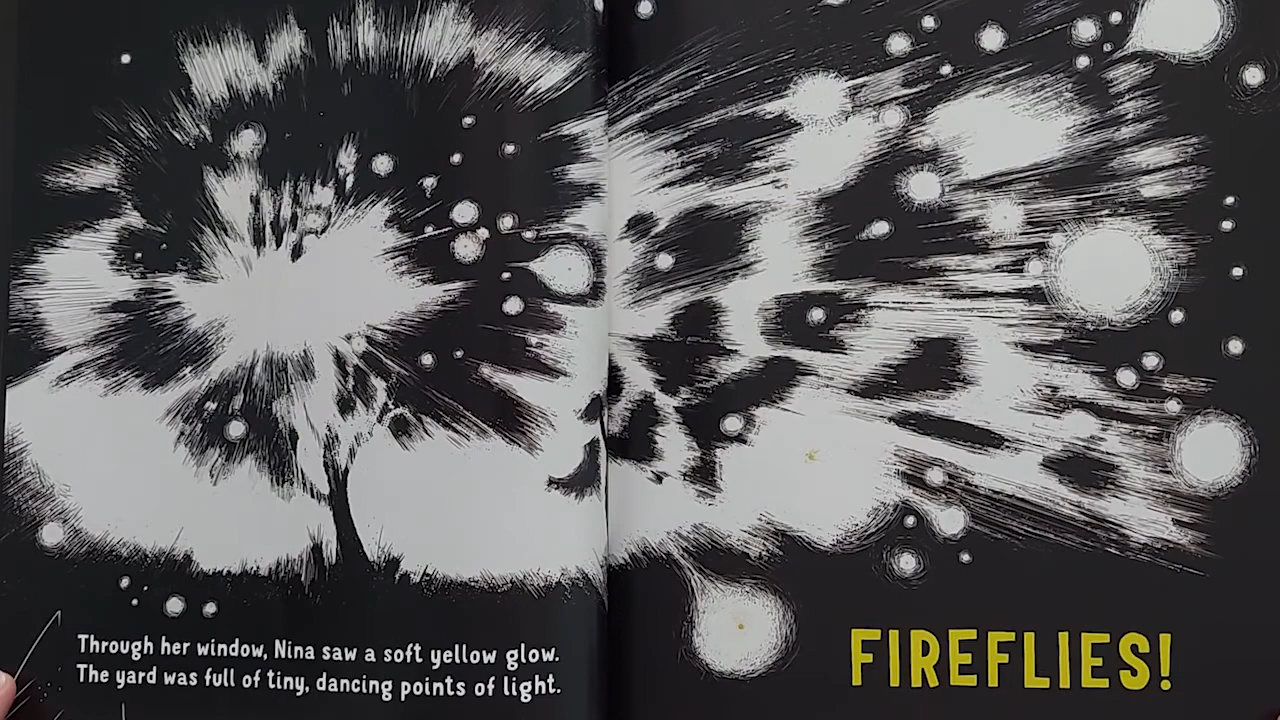 Through her window, Nina saw a soft yellow glow.
The yard was full of tiny, dancing points of light.
FIREFLIES!